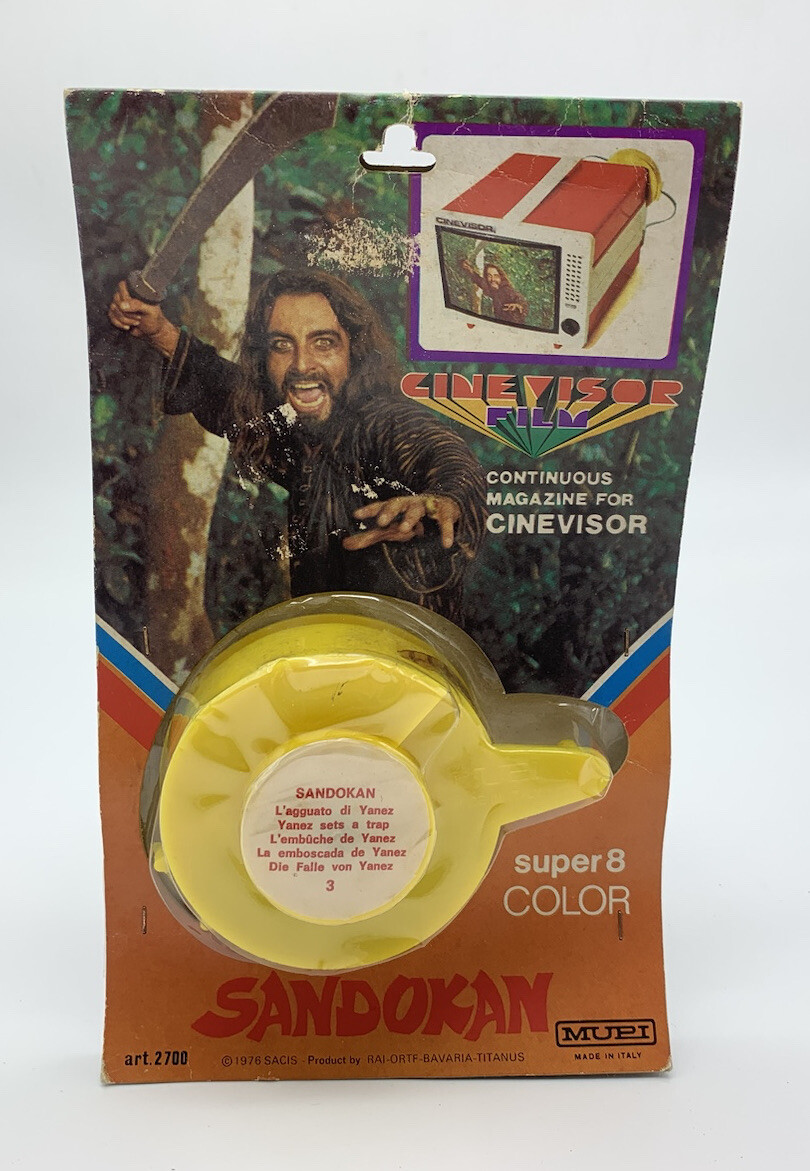 CINEVISOR
CINEVISOR
FILM
CONTINUOUS
MAGAZINE FOR
CINEVISOR
SANDOKAN
L'agguato di Yanez
Yanez sets a trap
L'embûche de Yanez
La emboscada de Yanez
Die Falle von Yanez
3
super8
COLOR
SANDOKAN
MUPI
MADE IN ITALY
art.2700
©1976 SACIS - Product by RAI-ORTF-BAVARIA-TITANUS